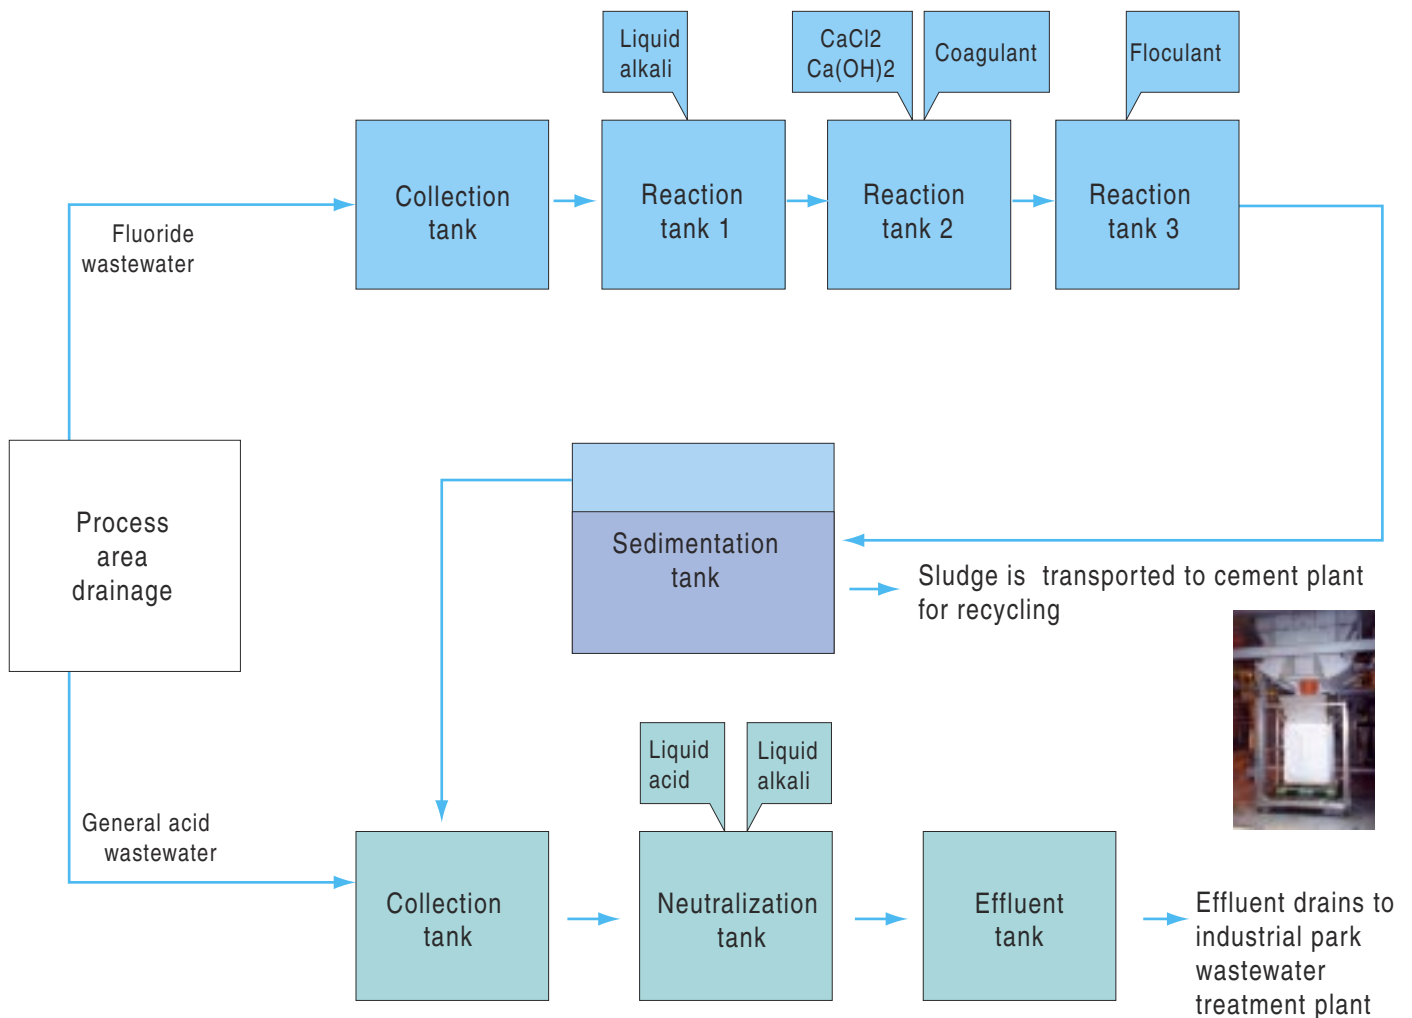 Liquid
alkali
CaCl2
Ca(OH)2
Coagulant
Floculant
Collection
tank
Reaction
tank 1
Reaction
tank 2
Reaction
tank 3
Fluoride
wastewater
Process
area
drainage
Sedimentation
tank
Sludge is transported to cement plant
for recycling
Liquid
acid
Liquid
alkali
General acid
wastewater
Collection
tank
Neutralization
tank
Effluent
tank
Effluent drains to
industrial park
wastewater
treatment plant